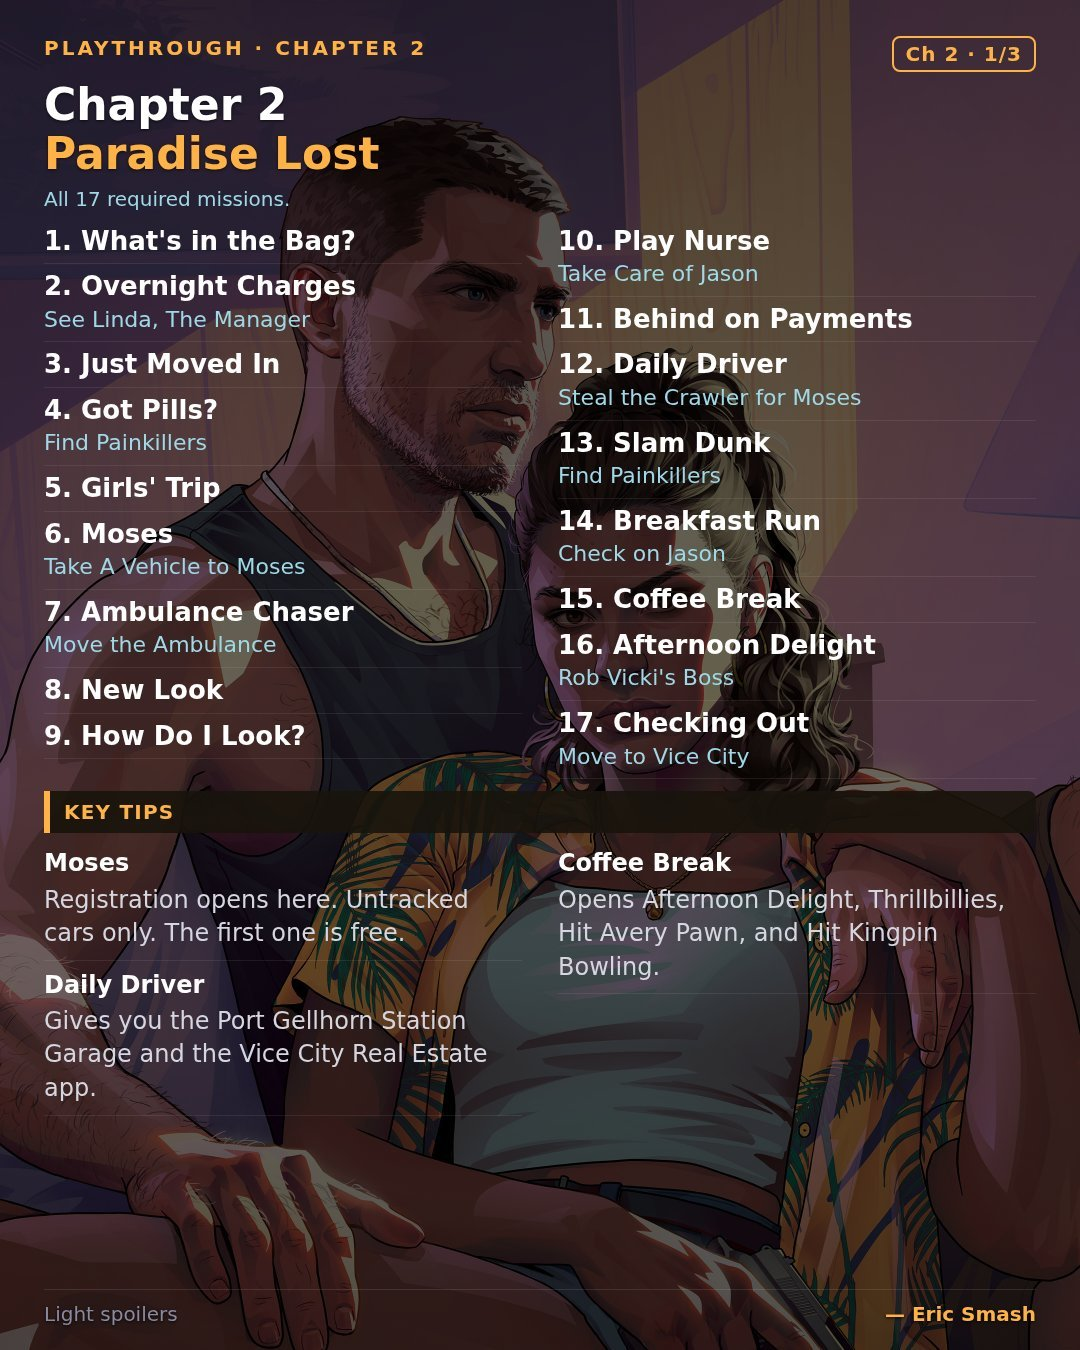 PLAYTHROUGH · CHAPTER 2
Ch 2 · 1/3
Chapter 2
Paradise Lost
All 17 required missions.
1. What's in the Bag?
2. Overnight Charges
See Linda, The Manager
3. Just Moved In
4. Got Pills?
Find Painkillers
5. Girls' Trip
6. Moses
Take A Vehicle to Moses
7. Ambulance Chaser
Move the Ambulance
8. New Look
9. How Do I Look?
10. Play Nurse
Take Care of Jason
11. Behind on Payments
12. Daily Driver
Steal the Crawler for Moses
13. Slam Dunk
Find Painkillers
14. Breakfast Run
Check on Jason
15. Coffee Break
16. Afternoon Delight
Rob Vicki's Boss
17. Checking Out
Move to Vice City
KEY TIPS
Moses
Registration opens here. Untracked
cars only. The first one is free.
Daily Driver
Gives you the Port Gellhorn Station
Garage and the Vice City Real Estate
app.
Coffee Break
Opens Afternoon Delight, Thrillbillies,
Hit Avery Pawn, and Hit Kingpin
Bowling.
Light spoilers
— Eric Smash